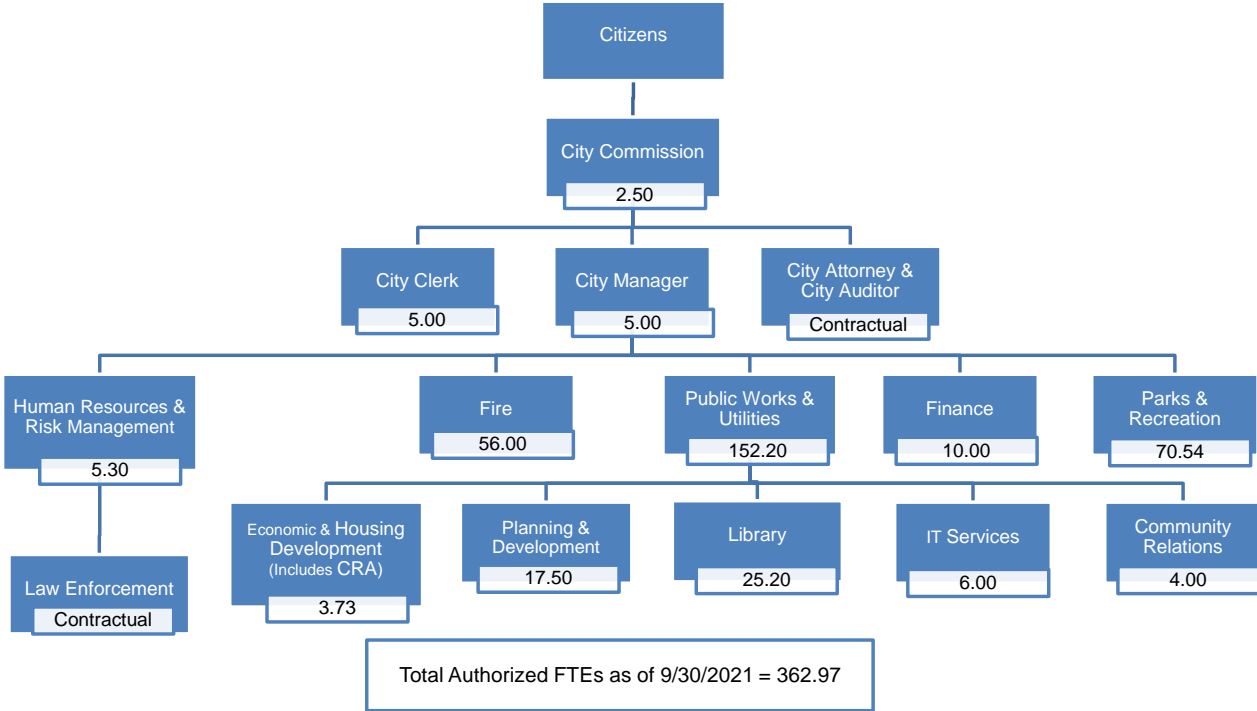 Citizens
City Commission
2.50
City Clerk
5.00
City Manager
5.00
City Attorney &
City Auditor
Contractual
Human Resources &
Risk Management
5.30
Fire
56.00
Public Works &
Utilities
152.20
Finance
10.00
Parks &
Recreation
70.54
Law Enforcement
Contractual
Economic & Housing
Development
(Includes CRA)
3.73
Planning &
Development
17.50
Library
25.20
IT Services
6.00
Community
Relations
4.00
Total Authorized FTEs as of 9/30/2021 = 362.97